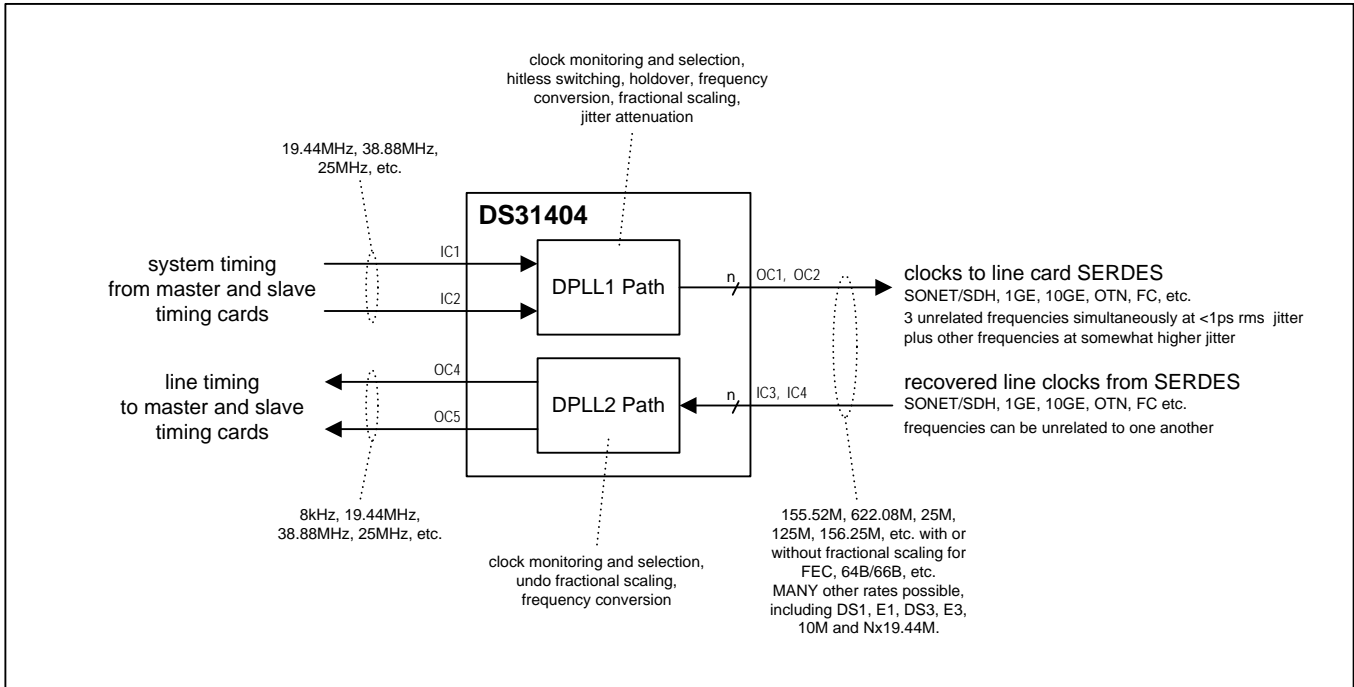 clock monitoring and selection,
hitless switching, holdover, frequency
conversion, fractional scaling,
jitter attenuation
19.44MHz, 38.88MHz,
25MHz, etc.
DS31404
system timing
from master and slave
timing cards
IC1
IC2
DPLL1 Path
n
OC1, OC2
clocks to line card SERDES
SONET/SDH, 1GE, 10GE, OTN, FC, etc.
3 unrelated frequencies simultaneously at <1ps rms jitter
plus other frequencies at somewhat higher jitter
line timing
to master and slave
timing cards
OC4
OC5
DPLL2 Path
n
IC3, IC4
recovered line clocks from SERDES
SONET/SDH, 1GE, 10GE, OTN, FC etc.
frequencies can be unrelated to one another
8kHz, 19.44MHz,
38.88MHz, 25MHz, etc.
clock monitoring and selection,
undo fractional scaling,
frequency conversion
155.52M, 622.08M, 25M,
125M, 156.25M, etc. with or
without fractional scaling for
FEC, 64B/66B, etc.
MANY other rates possible,
including DS1, E1, DS3, E3,
10M and Nx19.44M.